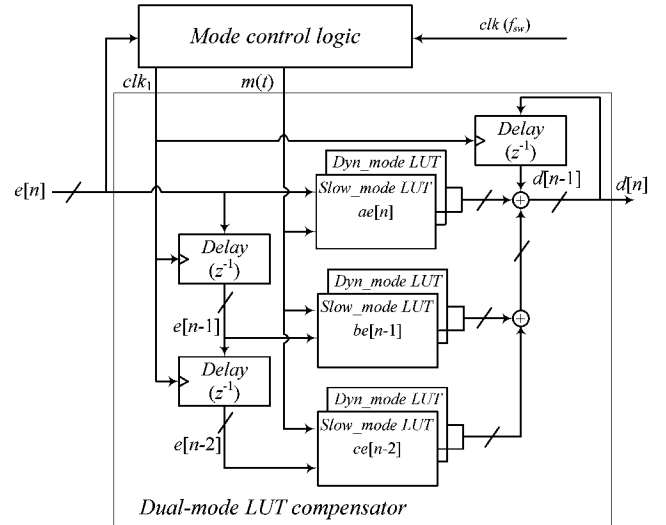 Mode control logic
clk (f_sw)
clk₁
m(t)
Delay
(z⁻¹)
Dyn_mode LUT
Slow_mode LUT
ae[n]
e[n]
d[n-1]
d[n]
Delay
(z⁻¹)
Dyn_mode LUT
Slow_mode LUT
be[n-1]
e[n-1]
Delay
(z⁻¹)
Dyn_mode LUT
Slow_mode LUT
ce[n-2]
e[n-2]
Dual-mode LUT compensator